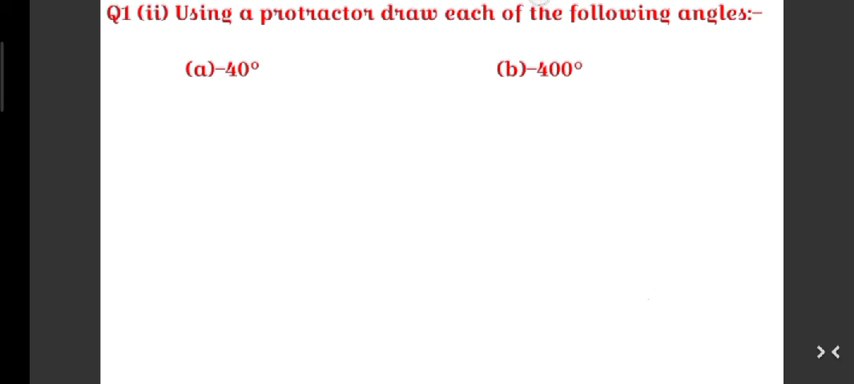 Q1 (ii) Using a protractor draw each of the following angles:–
(a)–40° (b)–400°